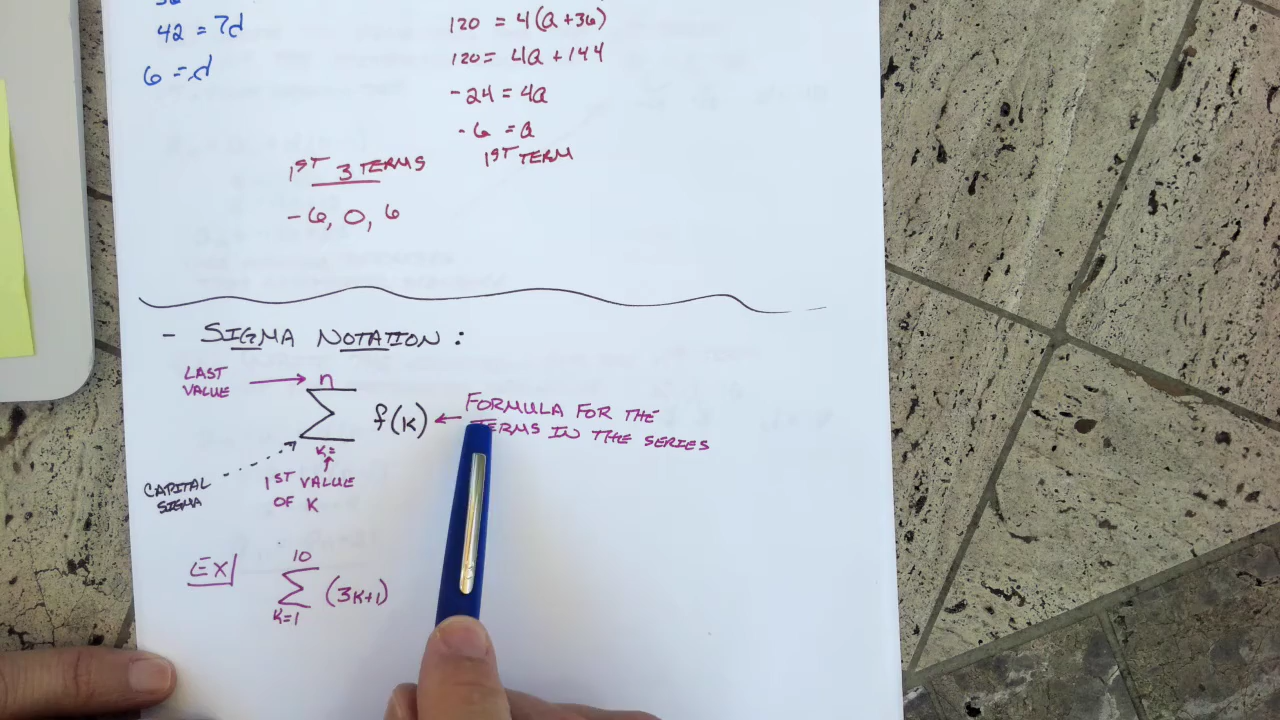 42 = 7d
6 = d
120 = 4(a+36)
120 = 4a + 144
-24 = 4a
-6 = a
1ST TERM
1ST 3 TERMS
-6, 0, 6
- SIGMA NOTATION:
LAST
VALUE
n
∑ f(k)
k=
FORMULA FOR THE
TERMS IN THE SERIES
CAPITAL
SIGMA
1ST VALUE
OF K
EX
10
∑ (3k+1)
k=1